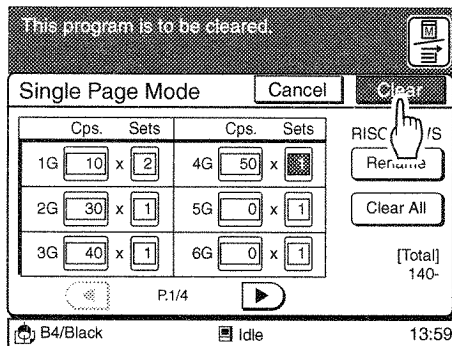 This program is to be cleared.
M
Single Page Mode Cancel Clear
Cps. Sets Cps. Sets
1G 10 x 2 4G 50 x 1
2G 30 x 1 5G 0 x 1
3G 40 x 1 6G 0 x 1
Rename
Clear All
[Total]
140-
P.1/4
B4/Black Idle 13:59